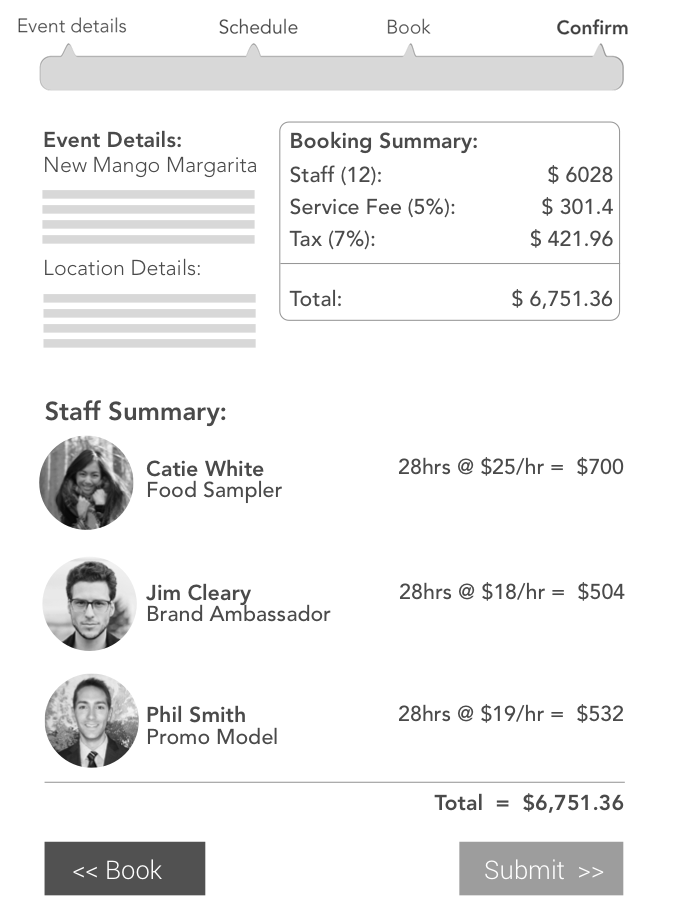 Event details Schedule Book Confirm
Event Details:
New Mango Margarita
Location Details:
Booking Summary:
Staff (12): $ 6028
Service Fee (5%): $ 301.4
Tax (7%): $ 421.96
Total: $ 6,751.36
Staff Summary:
Catie White 28hrs @ $25/hr = $700
Food Sampler
Jim Cleary 28hrs @ $18/hr = $504
Brand Ambassador
Phil Smith 28hrs @ $19/hr = $532
Promo Model
Total = $6,751.36
<< Book Submit >>